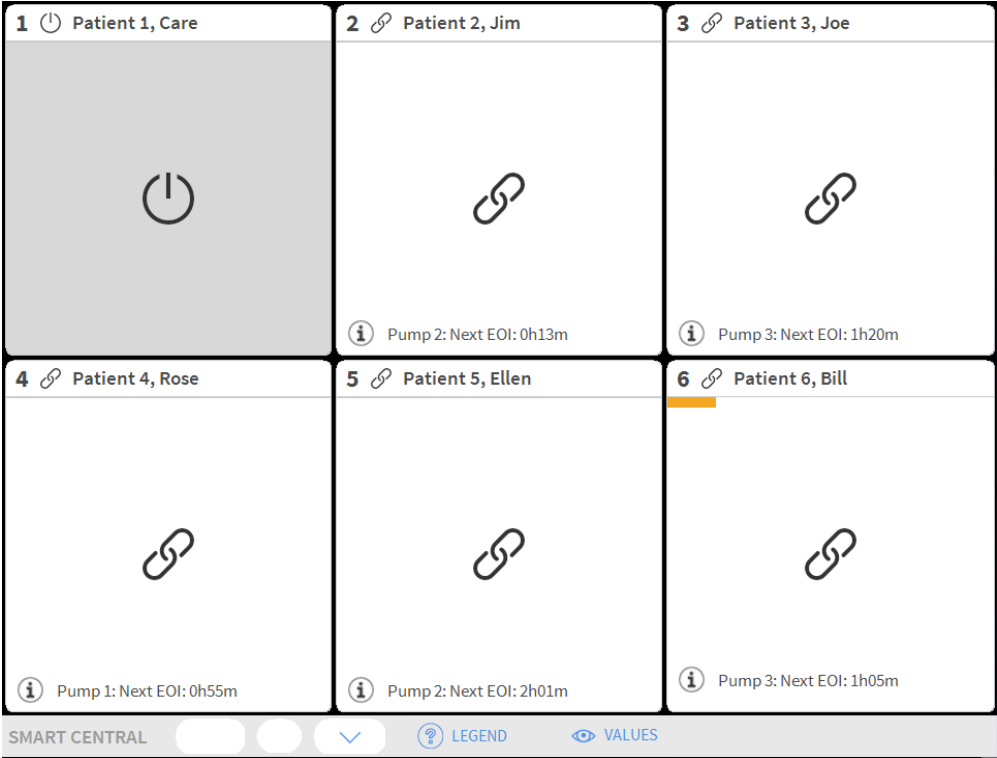 1 Patient 1, Care
2 Patient 2, Jim
3 Patient 3, Joe
Pump 2: Next EOI: 0h13m
Pump 3: Next EOI: 1h20m
4 Patient 4, Rose
5 Patient 5, Ellen
6 Patient 6, Bill
Pump 1: Next EOI: 0h55m
Pump 2: Next EOI: 2h01m
Pump 3: Next EOI: 1h05m
SMART CENTRAL
? LEGEND
VALUES